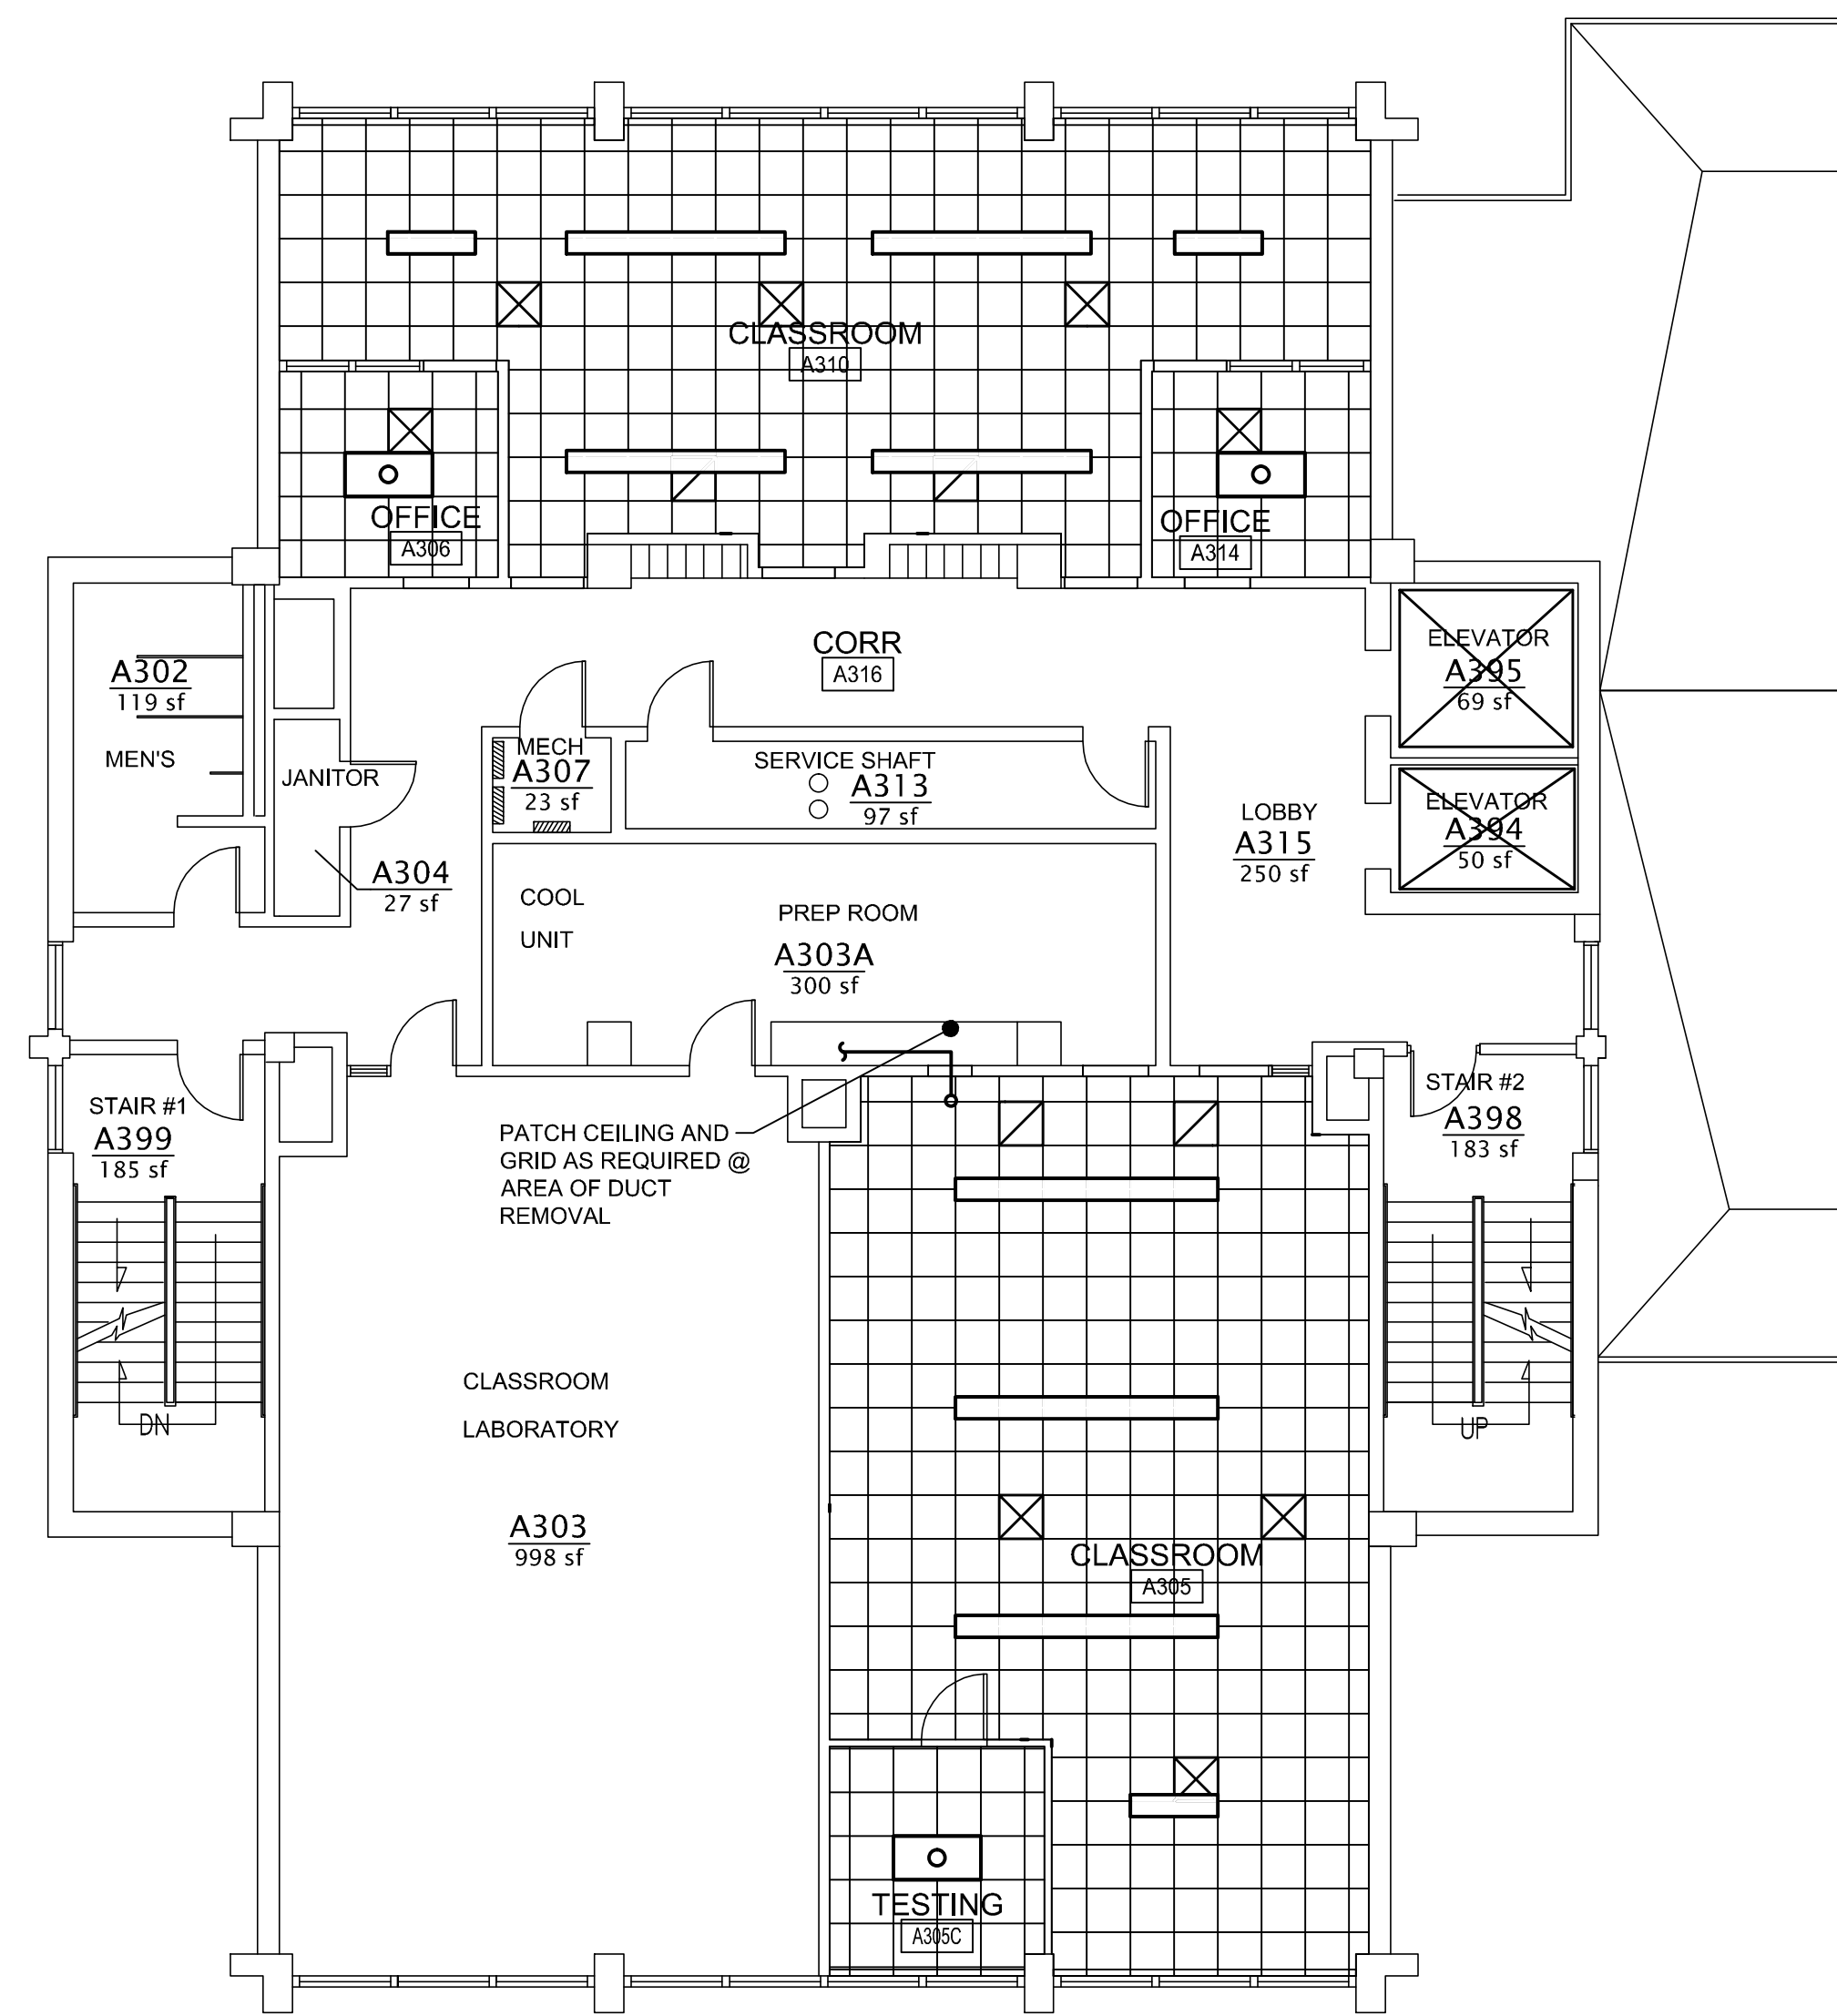 CLASSROOM
A310
OFFICE
A306
OFFICE
A314
CORR
A316
ELEVATOR
A395
69 sf
A302
119 sf
MEN'S
JANITOR
MECH
A307
23 sf
SERVICE SHAFT
A313
97 sf
LOBBY
A315
250 sf
ELEVATOR
A394
50 sf
A304
27 sf
COOL
UNIT
PREP ROOM
A303A
300 sf
STAIR #1
A399
185 sf
PATCH CEILING AND
GRID AS REQUIRED @
AREA OF DUCT
REMOVAL
STAIR #2
A398
183 sf
DN
UP
CLASSROOM
LABORATORY
A303
998 sf
CLASSROOM
A305
TESTING
A305C